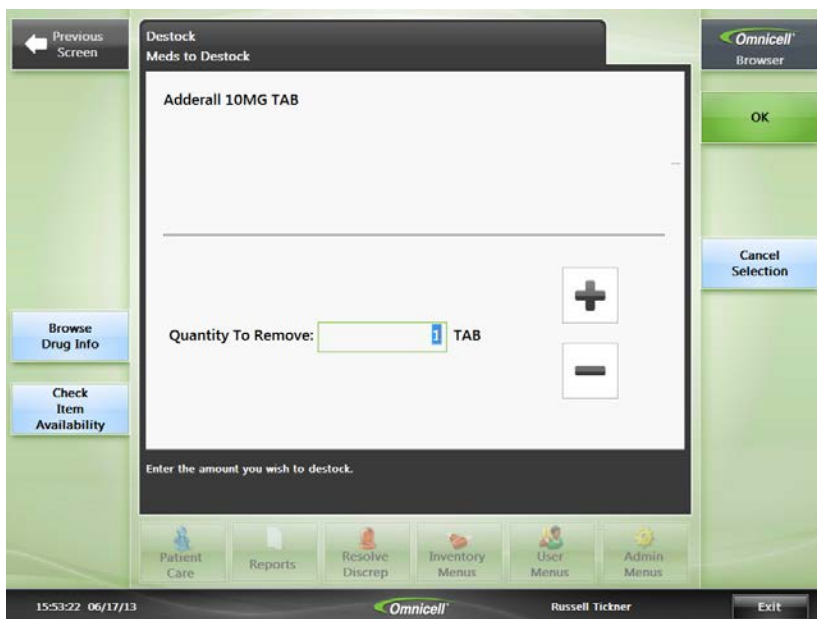 Previous
Screen
Destock
Meds to Destock
Omnicell
Browser
Adderall 10MG TAB
OK
Cancel
Selection
Browse
Drug Info
Quantity To Remove: 1 TAB
Check
Item
Availability
Enter the amount you wish to destock.
Patient
Care
Reports
Resolve
Discrep
Inventory
Menus
User
Menus
Admin
Menus
15:53:22 06/17/13
Omnicell
Russell Tickner
Exit